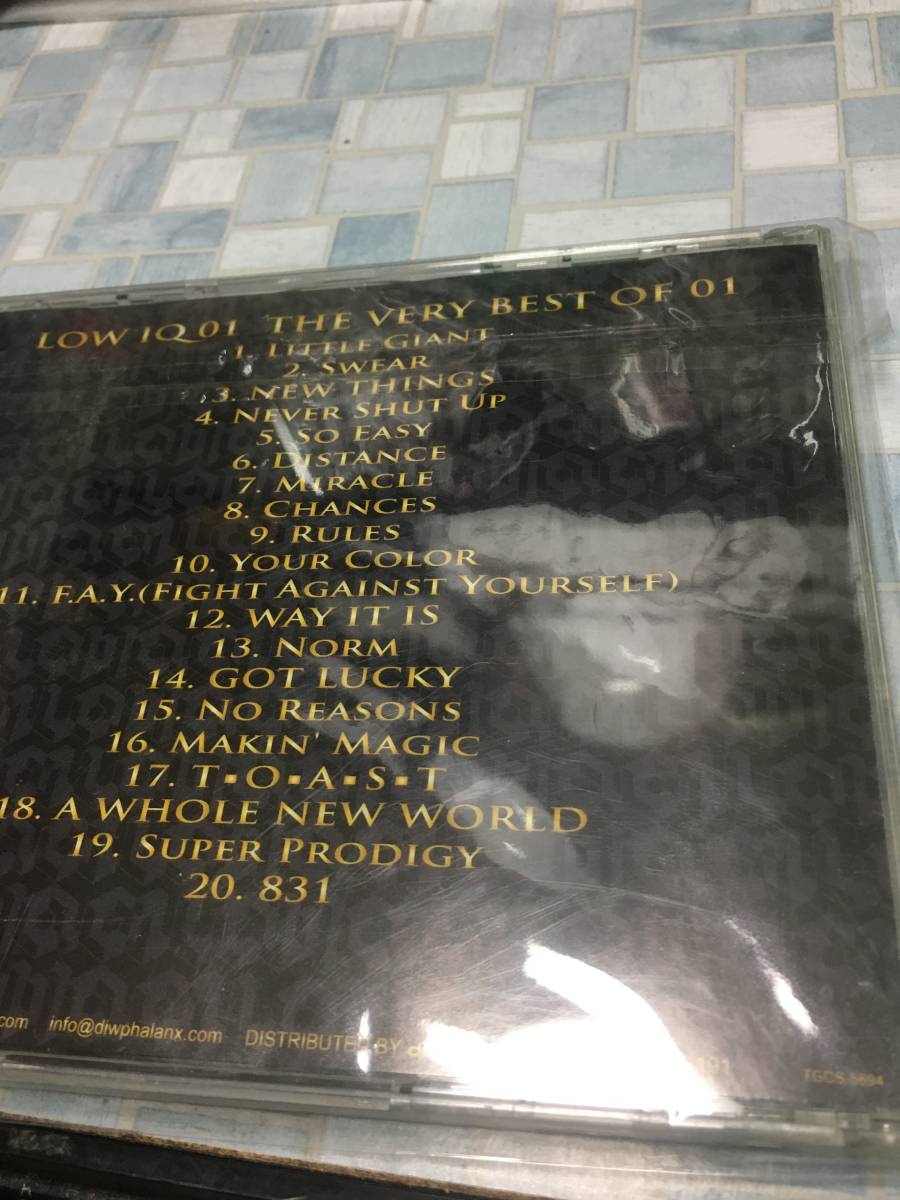 LOW IQ 01 THE VERY BEST OF 01
1. LITTLE GIANT
2. SWEAR
3. NEW THINGS
4. NEVER SHUT UP
5. SO EASY
6. DISTANCE
7. MIRACLE
8. CHANCES
9. RULES
10. YOUR COLOR
11. F.A.Y.(FIGHT AGAINST YOURSELF)
12. WAY IT IS
13. NORM
14. GOT LUCKY
15. NO REASONS
16. MAKIN' MAGIC
17. T▪O▪A▪S▪T
18. A WHOLE NEW WORLD
19. SUPER PRODIGY
20. 831
.com info@diwphalanx.com DISTRIBUTED BY